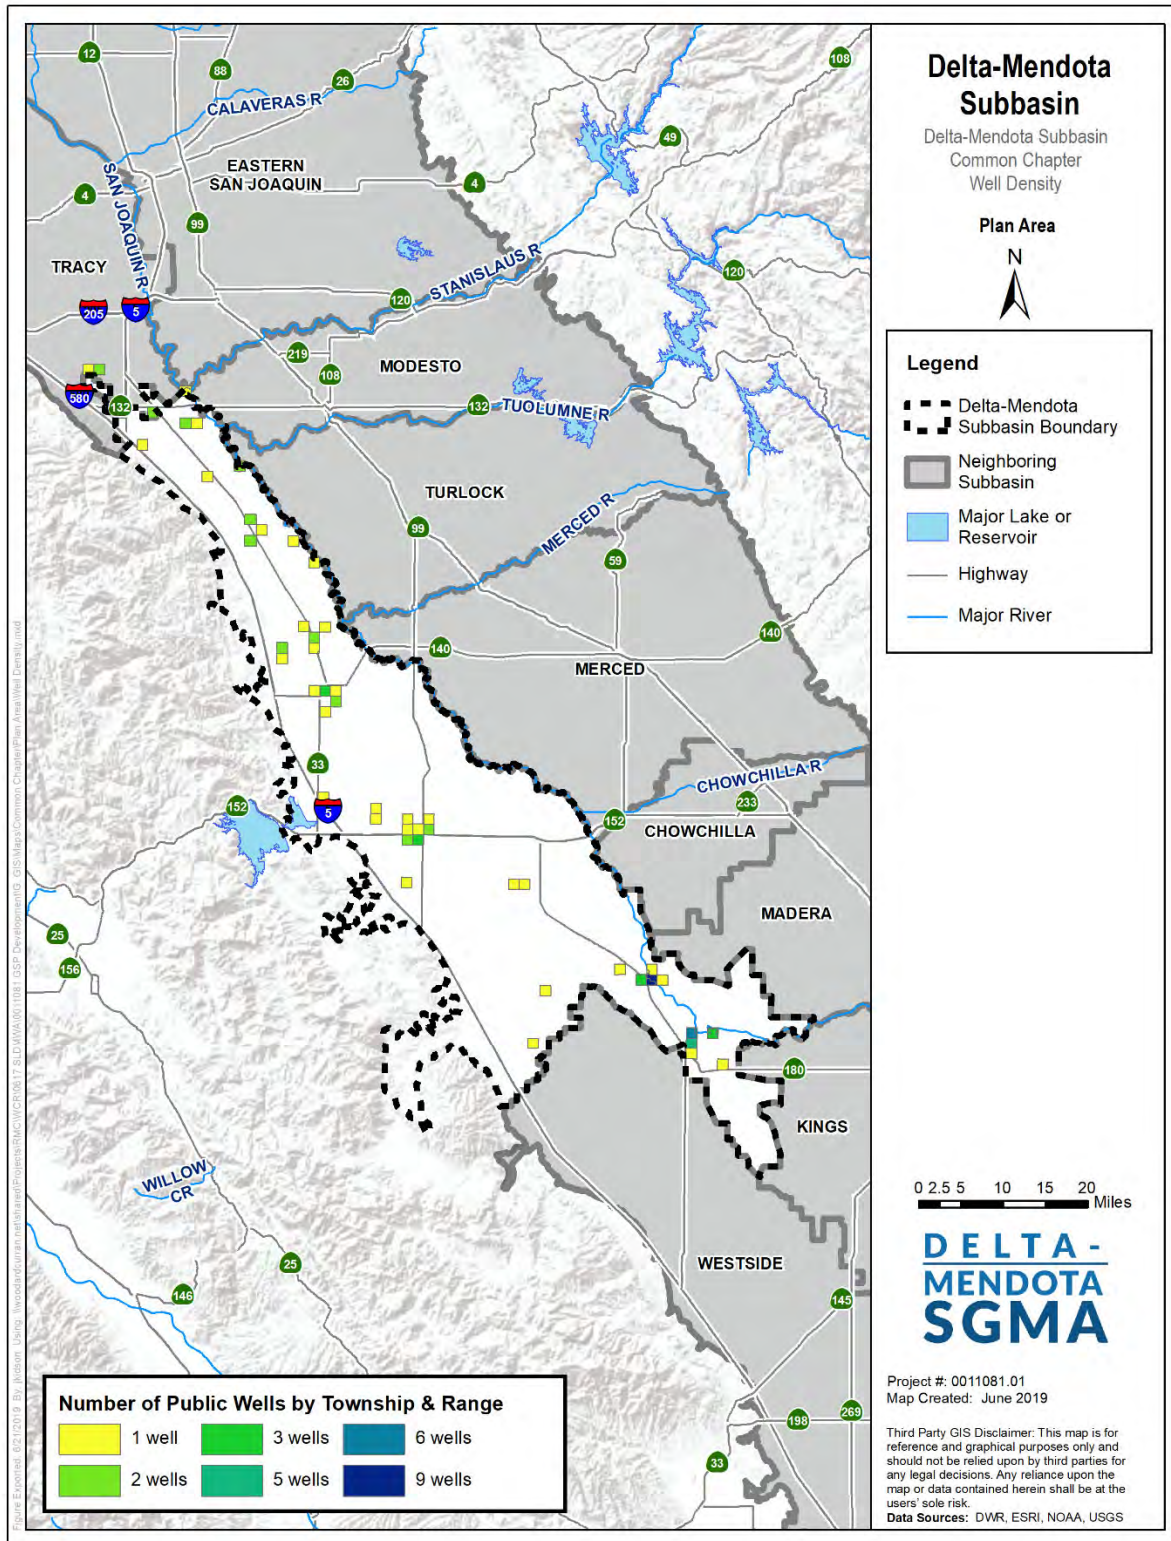 Delta-Mendota
Subbasin
Delta-Mendota Subbasin
Common Chapter
Well Density
Plan Area
N
Legend
Delta-Mendota
Subbasin Boundary
Neighboring
Subbasin
Major Lake or
Reservoir
Highway
Major River
0 2.5 5 10 15 20
Miles
DELTA-
MENDOTA
SGMA
Project #: 0011081.01
Map Created: June 2019
Third Party GIS Disclaimer: This map is for
reference and graphical purposes only and
should not be relied upon by third parties for
any legal decisions. Any reliance upon the
map or data contained herein shall be at the
users' sole risk.
Data Sources: DWR, ESRI, NOAA, USGS
12
88
26
108
CALAVERAS R
49
EASTERN
SAN JOAQUIN
4
4
SAN JOAQUIN R
99
TRACY
STANISLAUS R
120
120
205
5
219
MODESTO
108
580
132
132
TUOLUMNE R
TURLOCK
MERCED R
99
59
140
140
MERCED
33
CHOWCHILLA R
152
5
233
152
CHOWCHILLA
MADERA
25
156
180
KINGS
WILLOW
CR
WESTSIDE
25
146
145
269
198
33
Number of Public Wells by Township & Range
1 well
3 wells
6 wells
2 wells
5 wells
9 wells